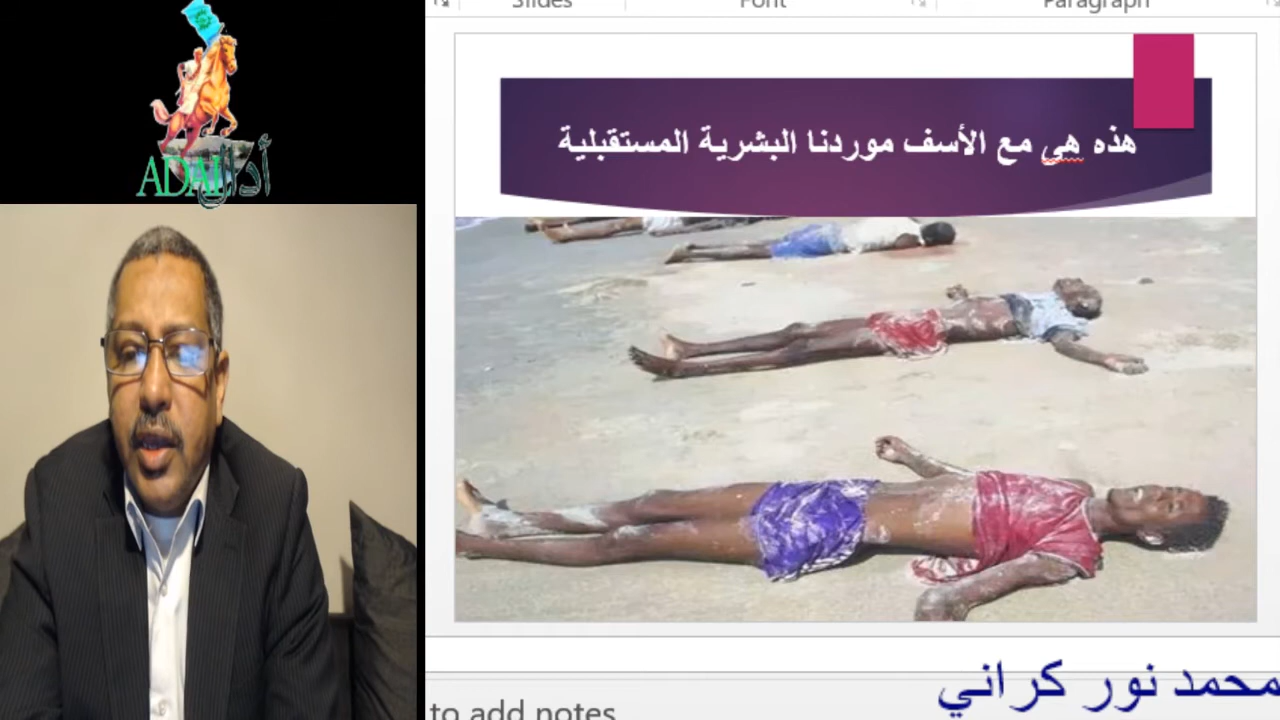 Slides Font Paragraph
هذه هي مع الأسف موردنا البشرية المستقبلية
ADAL أدال
محمد نور كراني
to add notes